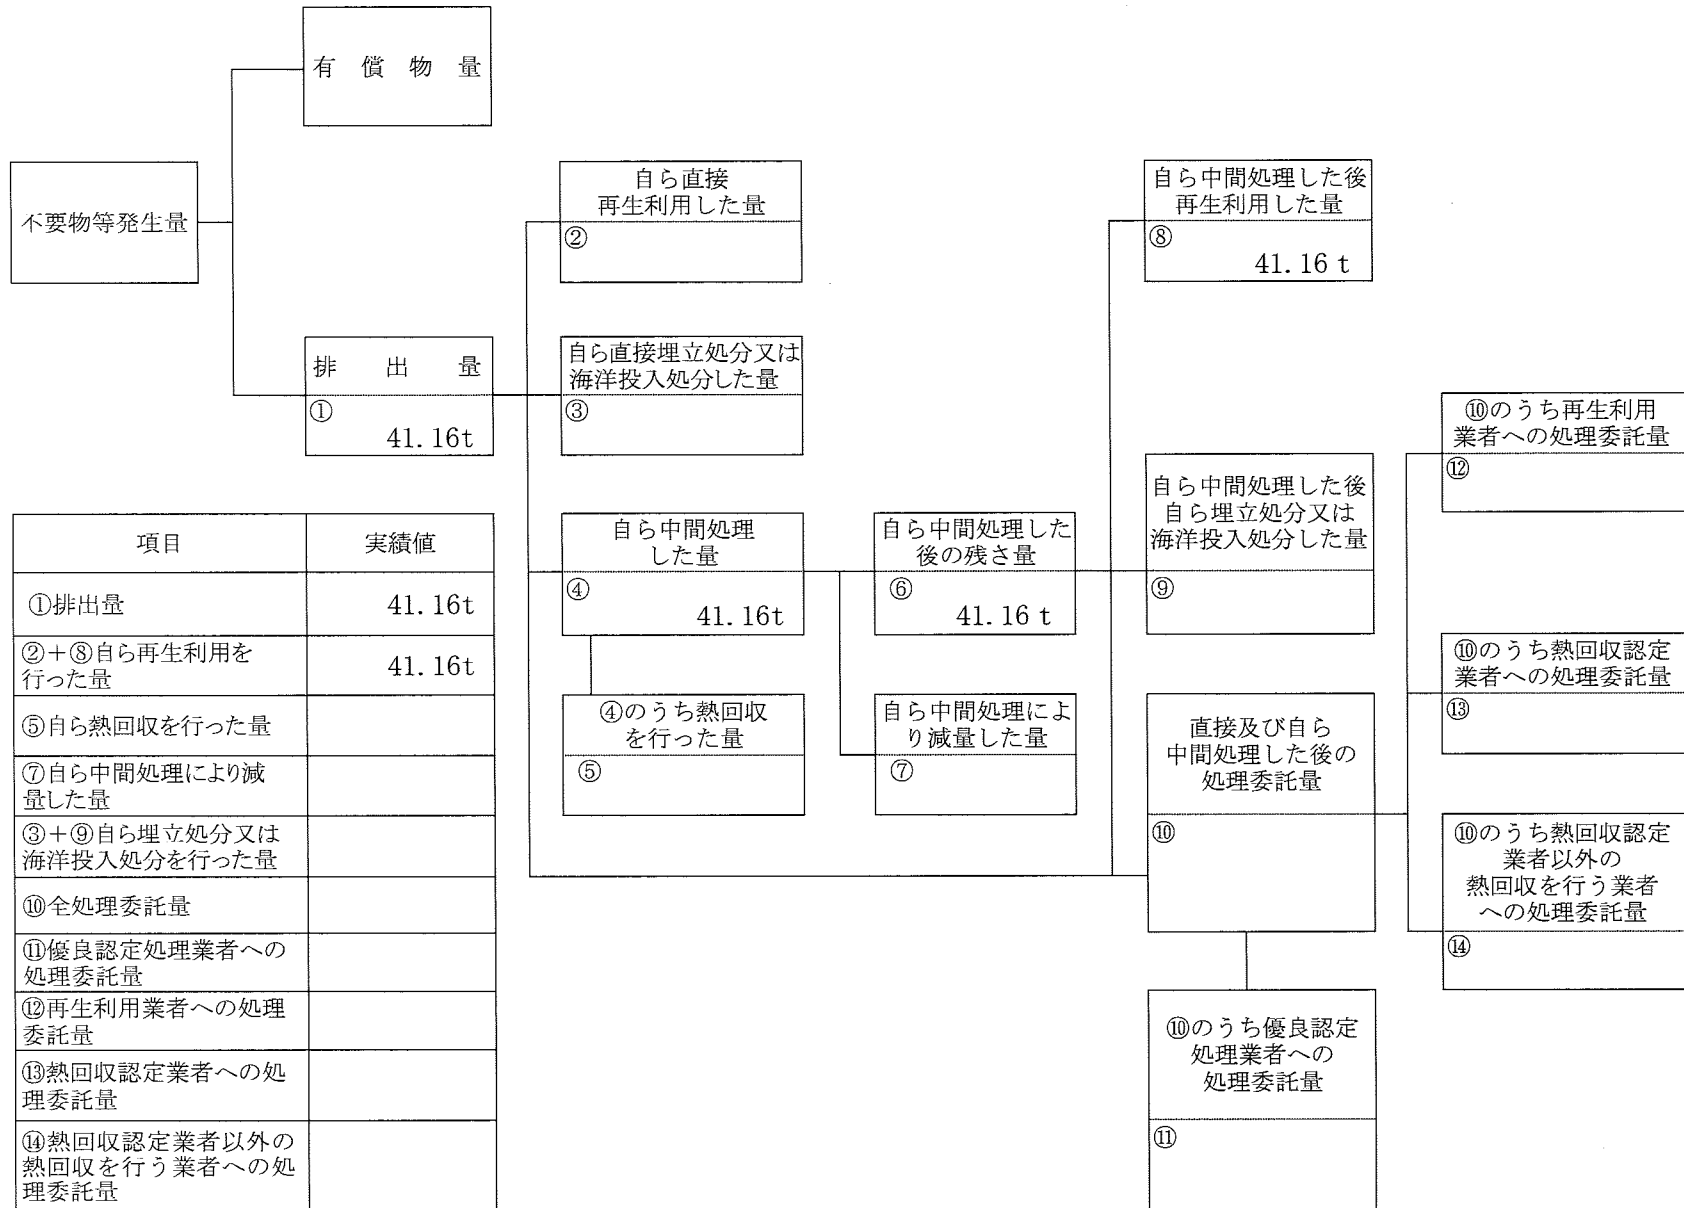 有償物量
不要物等発生量
排出量
①
41.16t
自ら直接
再生利用した量
②
自ら直接埋立処分又は
海洋投入処分した量
③
自ら中間処理
した量
④
41.16t
④のうち熱回収
を行った量
⑤
自ら中間処理した
後の残さ量
⑥
41.16 t
自ら中間処理によ
り減量した量
⑦
自ら中間処理した後
再生利用した量
⑧
41.16 t
自ら中間処理した後
自ら埋立処分又は
海洋投入処分した量
⑨
直接及び自ら
中間処理した後の
処理委託量
⑩
⑩のうち優良認定
処理業者への
処理委託量
⑪
⑩のうち再生利用
業者への処理委託量
⑫
⑩のうち熱回収認定
業者への処理委託量
⑬
⑩のうち熱回収認定
業者以外の
熱回収を行う業者
への処理委託量
⑭
項目 実績値
①排出量 41.16t
②+⑧自ら再生利用を
行った量 41.16t
⑤自ら熱回収を行った量
⑦自ら中間処理により減
量した量
③+⑨自ら埋立処分又は
海洋投入処分を行った量
⑩全処理委託量
⑪優良認定処理業者への
処理委託量
⑫再生利用業者への処理
委託量
⑬熱回収認定業者への処
理委託量
⑭熱回収認定業者以外の
熱回収を行う業者への処
理委託量